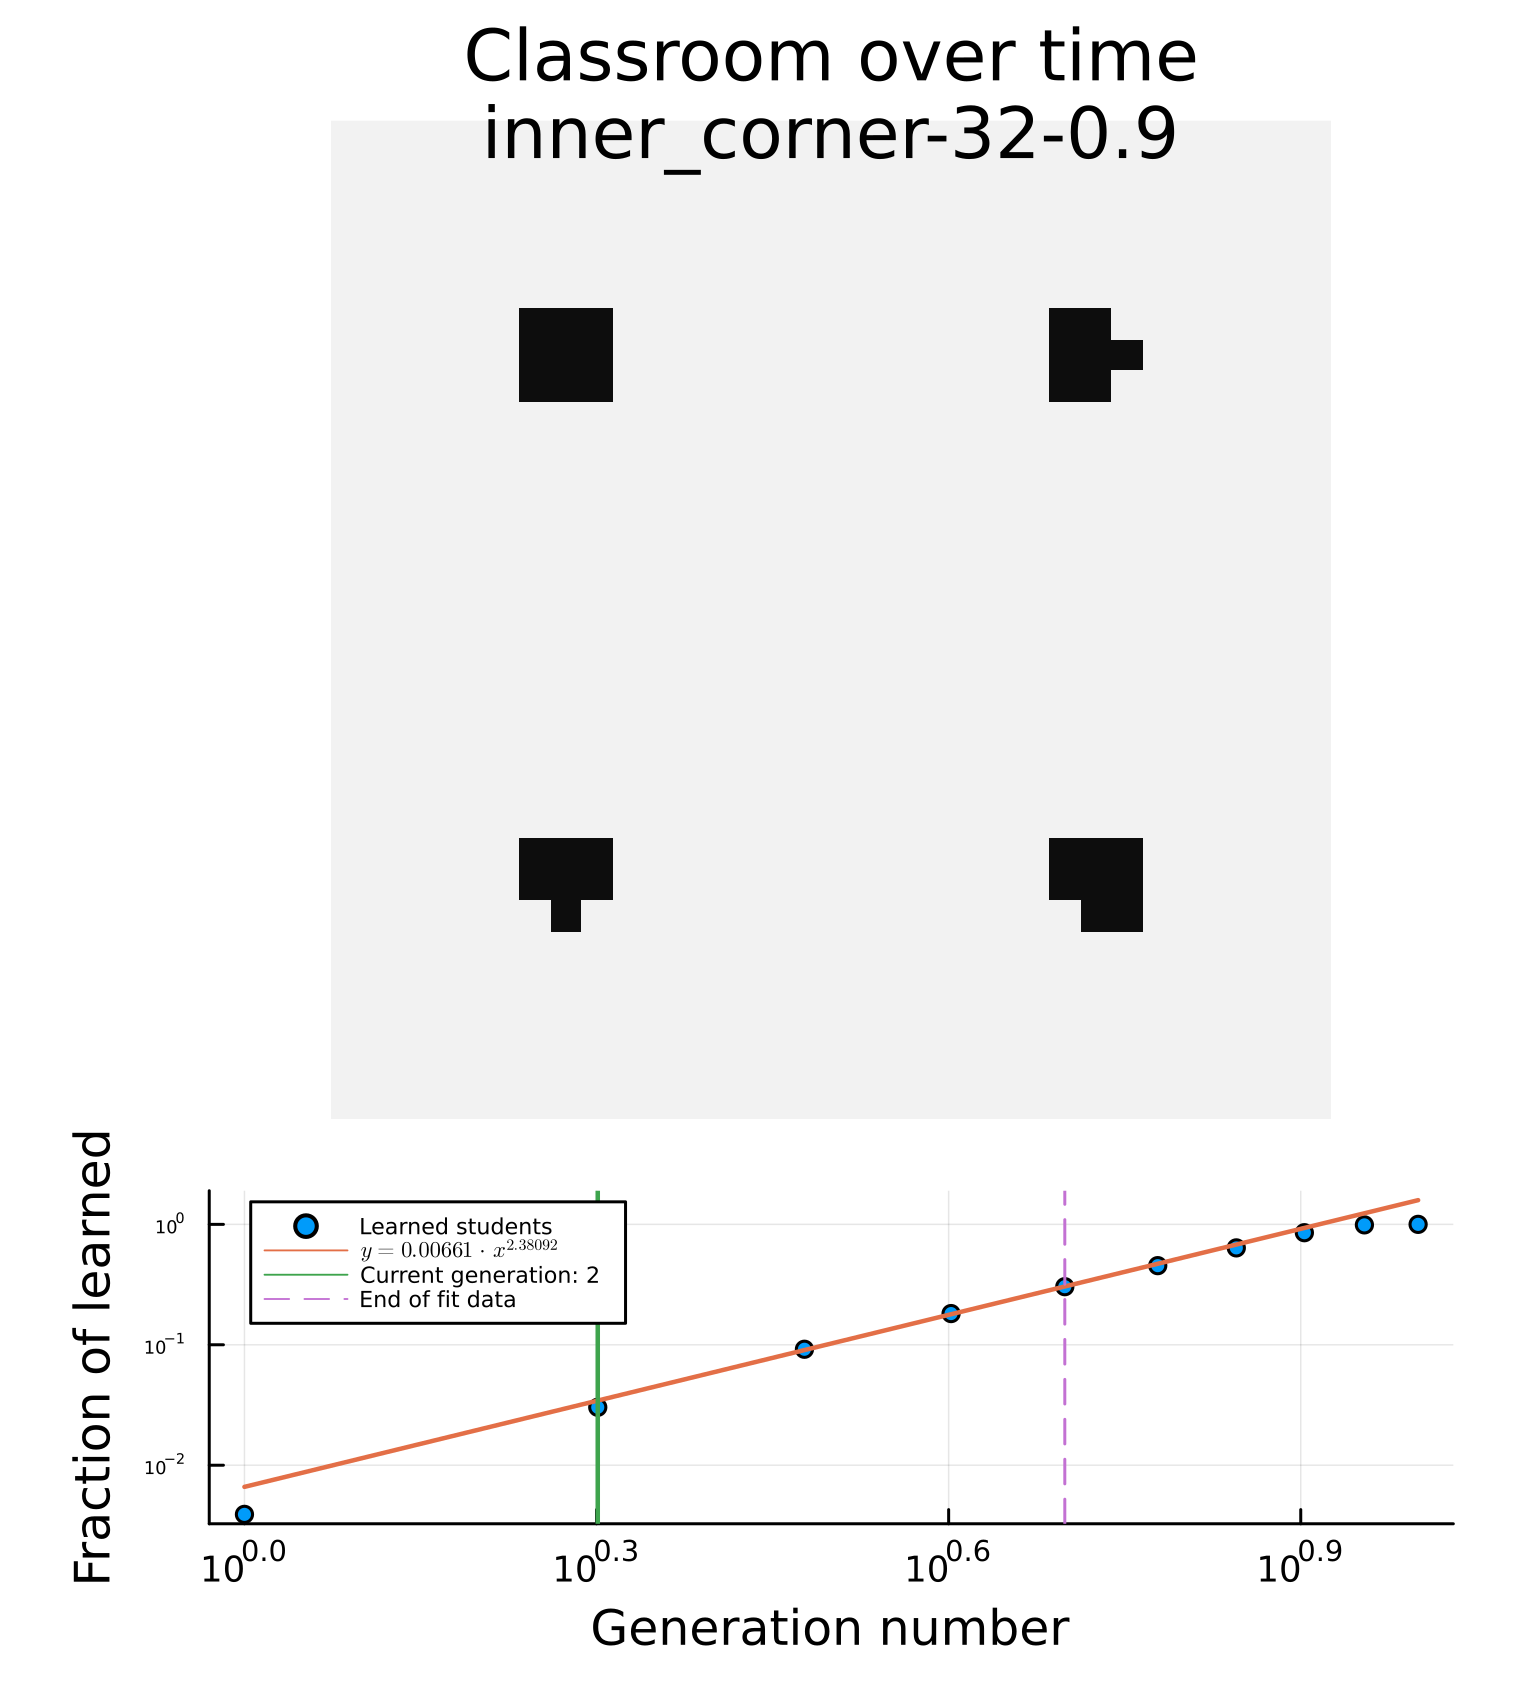 Classroom over time
inner_corner-32-0.9
Fraction of learned
10^0
10^−1
10^−2
Learned students
y = 0.00661 · x^2.38092
Current generation: 2
End of fit data
10^0.0 10^0.3 10^0.6 10^0.9
Generation number